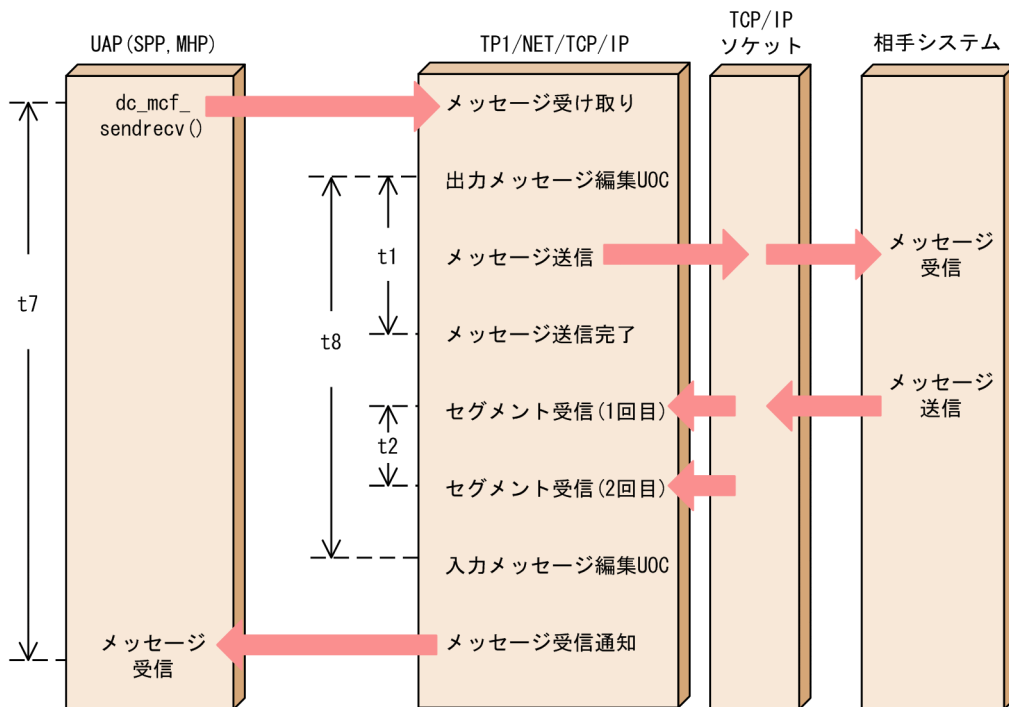 UAP(SPP,MHP)
TP1/NET/TCP/IP
TCP/IP
ソケット
相手システム
dc_mcf_
sendrecv()
メッセージ受け取り
出力メッセージ編集UOC
t1
メッセージ送信
メッセージ
受信
t7
t8
メッセージ送信完了
メッセージ
送信
セグメント受信(1回目)
t2
セグメント受信(2回目)
入力メッセージ編集UOC
メッセージ
受信
メッセージ受信通知